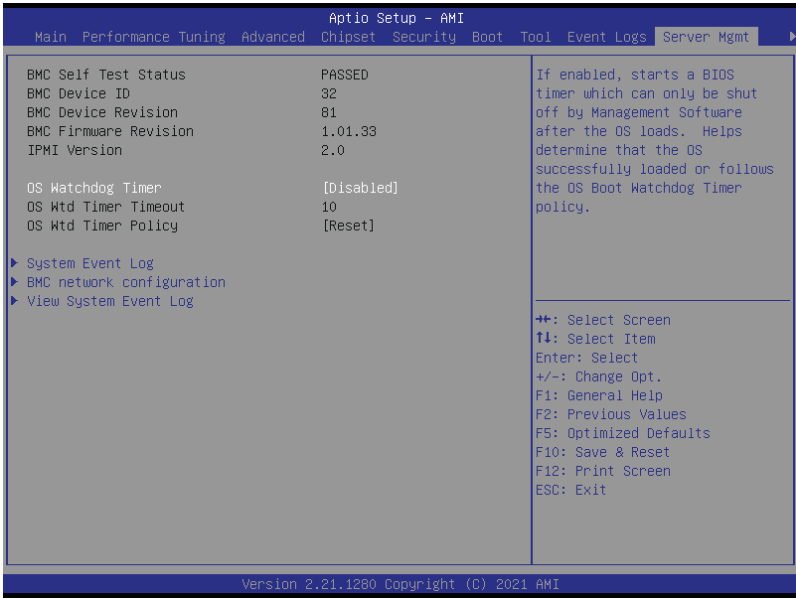 Aptio Setup – AMI
Main Performance Tuning Advanced Chipset Security Boot Tool Event Logs Server Mgmt
BMC Self Test Status PASSED
BMC Device ID 32
BMC Device Revision 81
BMC Firmware Revision 1.01.33
IPMI Version 2.0
OS Watchdog Timer [Disabled]
OS Wtd Timer Timeout 10
OS Wtd Timer Policy [Reset]
System Event Log
BMC network configuration
View System Event Log
If enabled, starts a BIOS
timer which can only be shut
off by Management Software
after the OS loads. Helps
determine that the OS
successfully loaded or follows
the OS Boot Watchdog Timer
policy.
→←: Select Screen
↑↓: Select Item
Enter: Select
+/-: Change Opt.
F1: General Help
F2: Previous Values
F5: Optimized Defaults
F10: Save & Reset
F12: Print Screen
ESC: Exit
Version 2.21.1280 Copyright (C) 2021 AMI